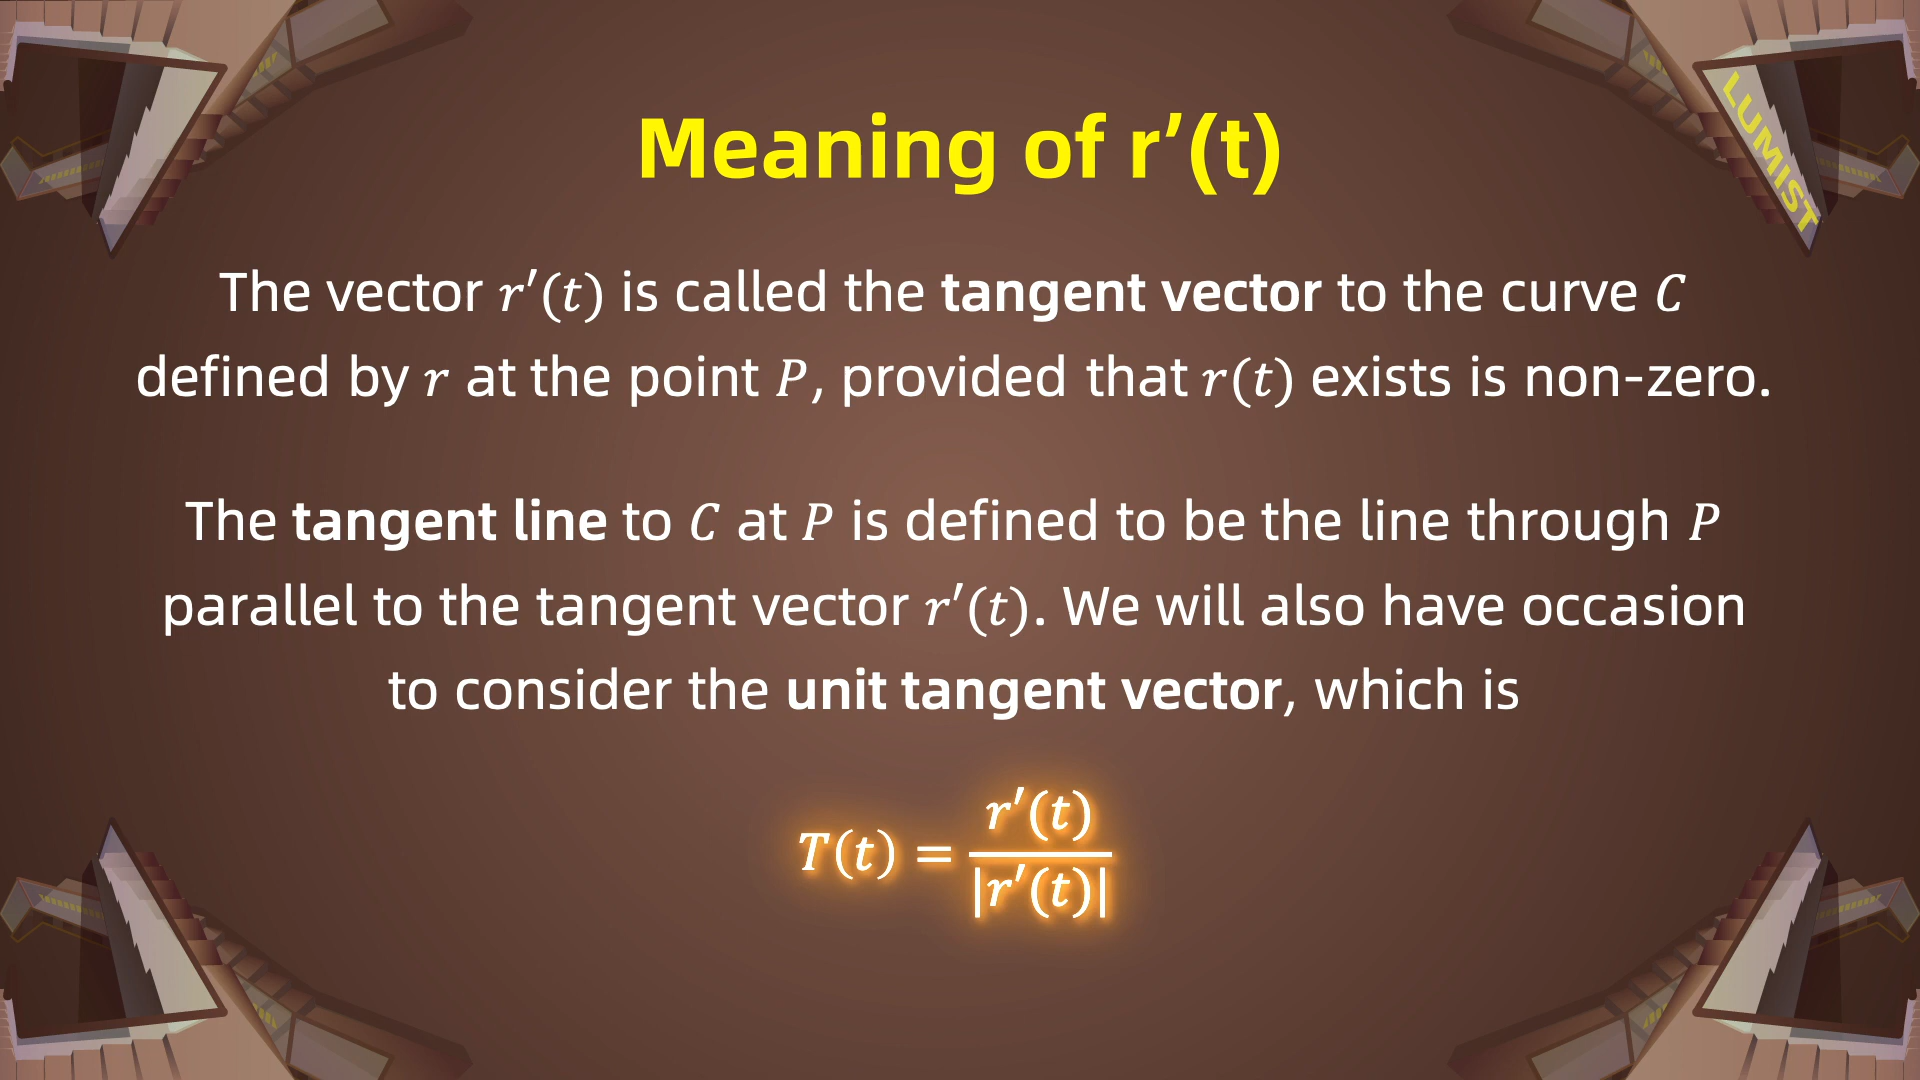 Meaning of r’(t)
LUMIST
The vector r′(t) is called the tangent vector to the curve C
defined by r at the point P, provided that r(t) exists is non-zero.
The tangent line to C at P is defined to be the line through P
parallel to the tangent vector r′(t). We will also have occasion
to consider the unit tangent vector, which is
T(t) = r′(t) / |r′(t)|